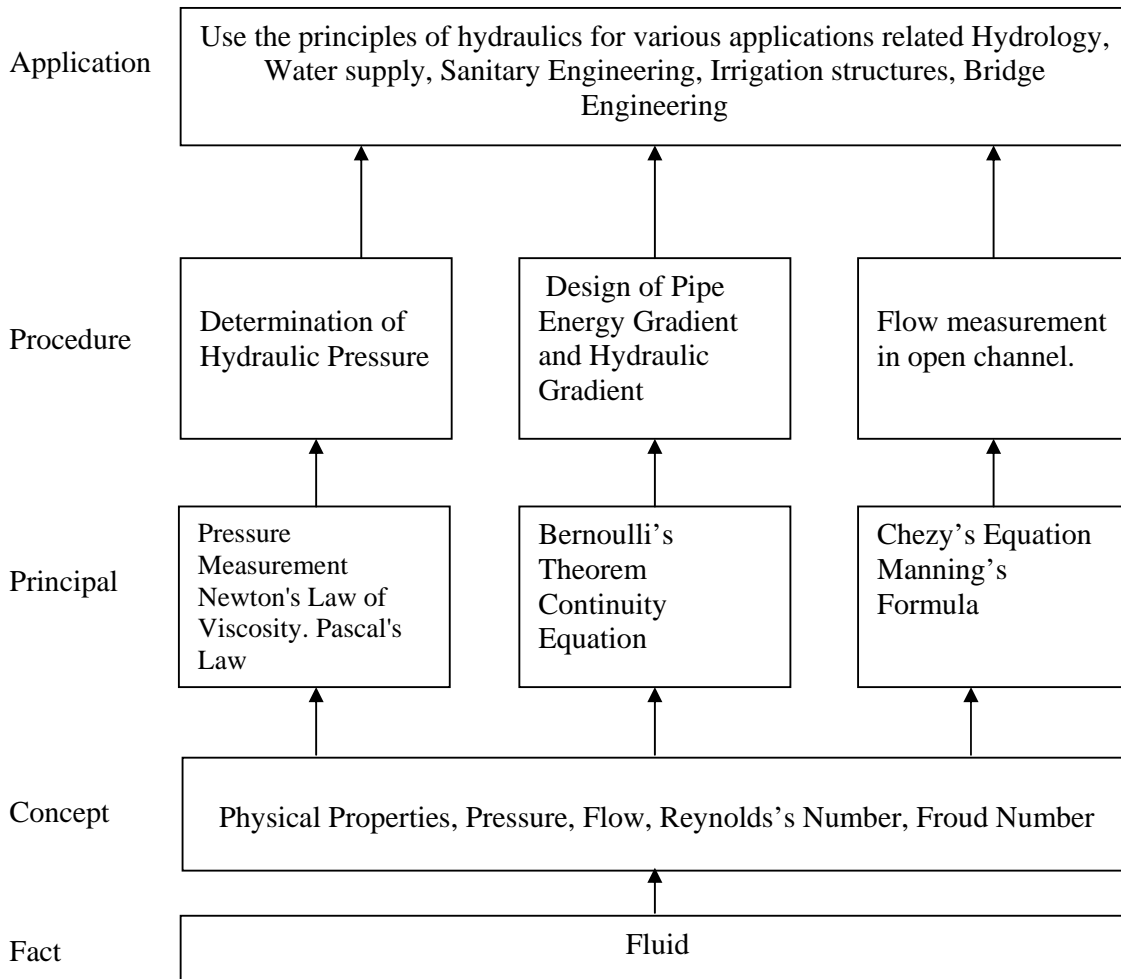 Application
Use the principles of hydraulics for various applications related Hydrology,
Water supply, Sanitary Engineering, Irrigation structures, Bridge
Engineering
Procedure
Determination of
Hydraulic Pressure
Design of Pipe
Energy Gradient
and Hydraulic
Gradient
Flow measurement
in open channel.
Principal
Pressure
Measurement
Newton's Law of
Viscosity. Pascal's
Law
Bernoulli’s
Theorem
Continuity
Equation
Chezy’s Equation
Manning’s
Formula
Concept
Physical Properties, Pressure, Flow, Reynolds’s Number, Froud Number
Fact
Fluid